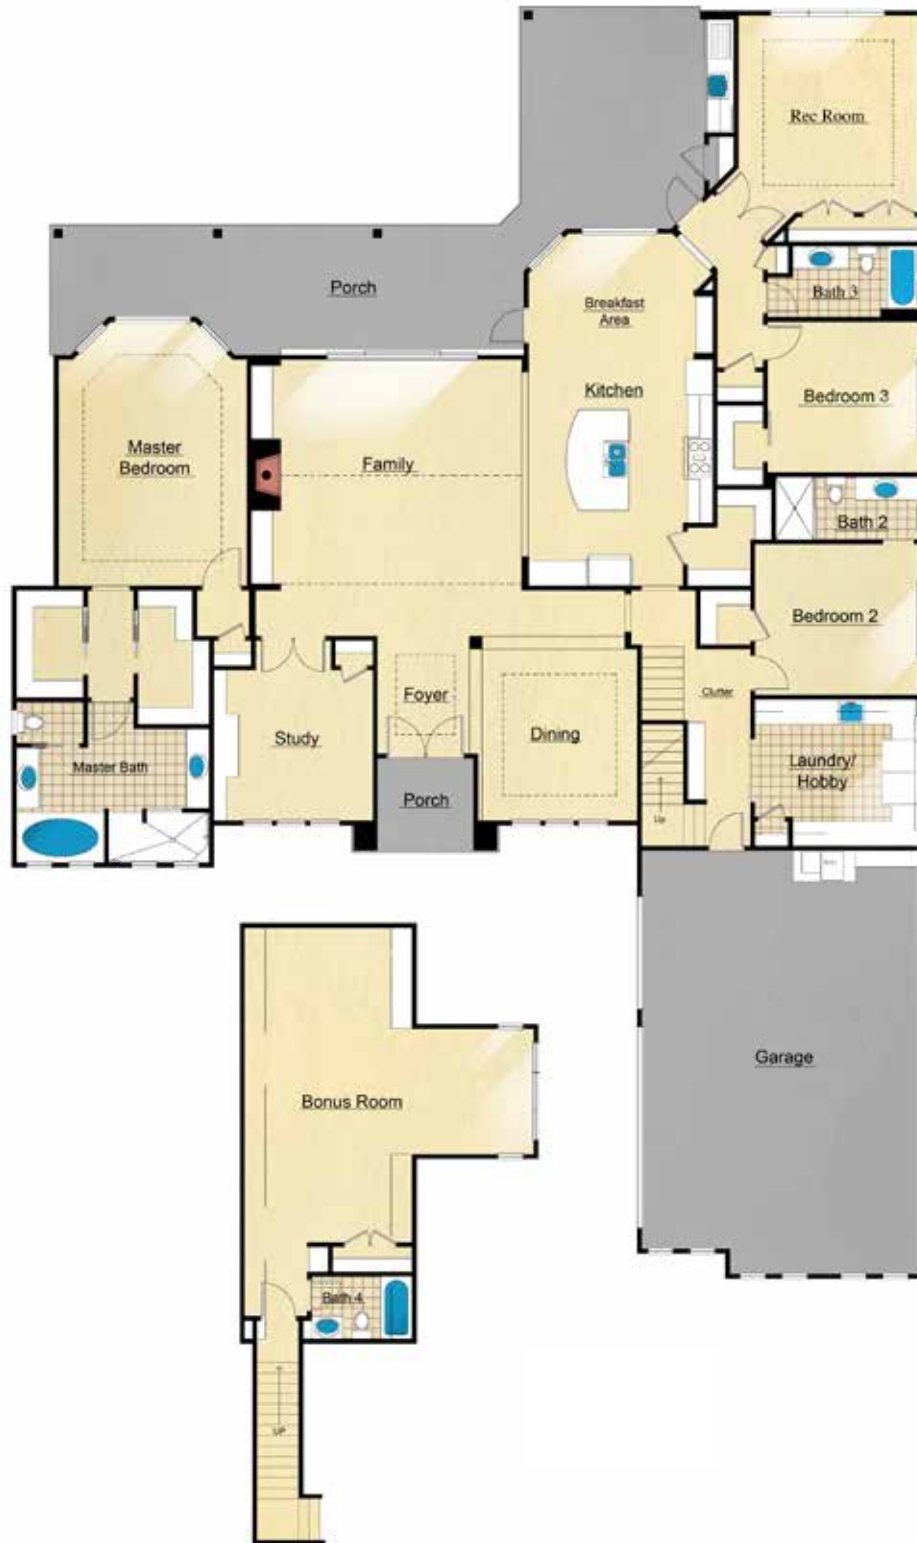 Rec Room
Porch
Bath 3
Breakfast
Area
Kitchen
Bedroom 3
Master
Bedroom
Family
Bath 2
Bedroom 2
Clutter
Foyer
Study
Dining
Master Bath
Laundry/
Hobby
Porch
Up
Garage
Bonus Room
Bath 4
UP